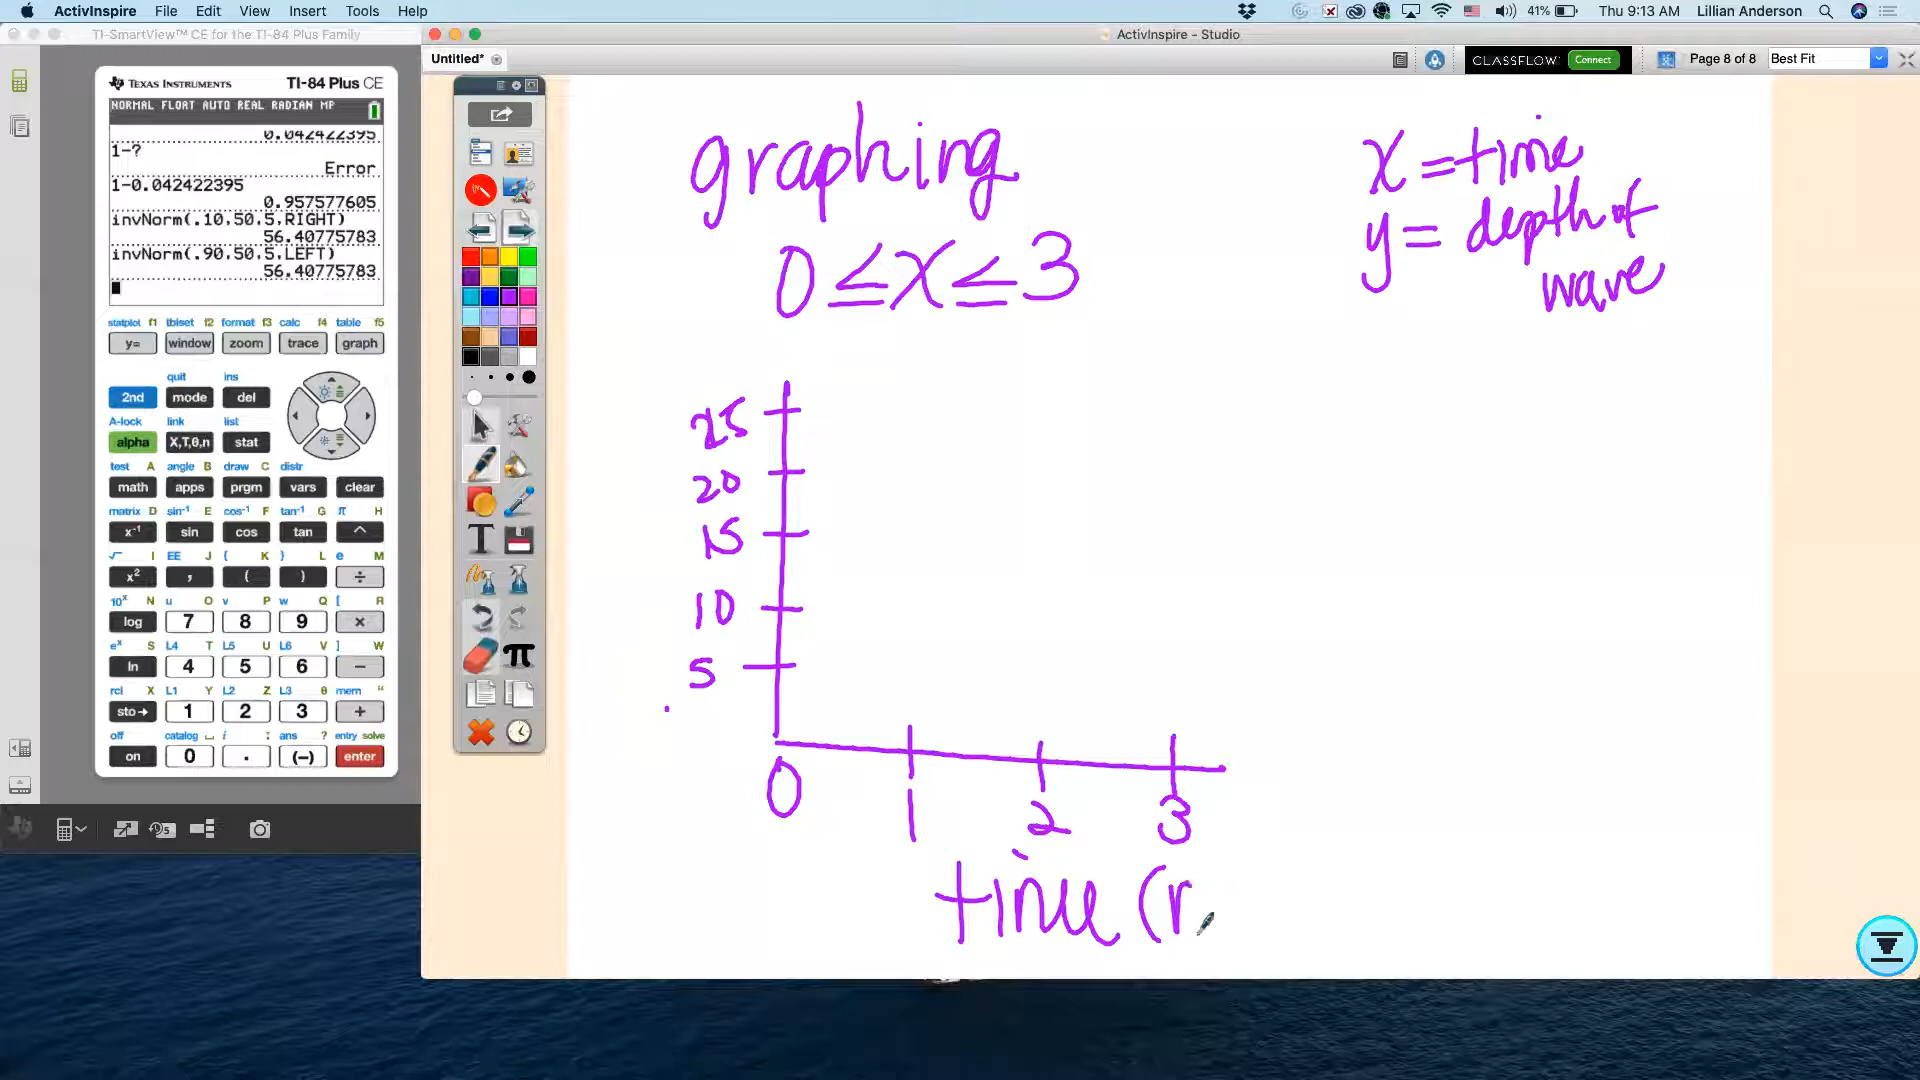 ActivInspire File Edit View Insert Tools Help 41% Thu 9:13 AM Lillian Anderson
TI-SmartView™ CE for the TI-84 Plus Family
ActivInspire - Studio
Untitled*
CLASSFLOW Connect Page 8 of 8 Best Fit
TEXAS INSTRUMENTS TI-84 Plus CE
NORMAL FLOAT AUTO REAL RADIAN MP
0.042422395
1-?
Error
1-0.042422395
0.957577605
invNorm(.10,50,5,RIGHT)
56.40775783
invNorm(.90,50,5,LEFT)
56.40775783
statplot f1 tblset f2 format f3 calc f4 table f5
y= window zoom trace graph
quit ins
2nd mode del
A-lock link list
alpha X,T,θ,n stat
test A angle B draw C distr
math apps prgm vars clear
matrix D sin⁻¹ E cos⁻¹ F tan⁻¹ G π H
x⁻¹ sin cos tan ^
√ I EE J { K } L e M
x² , ( ) ÷
10ˣ N u O v P w Q [ R
log 7 8 9 ×
eˣ S L4 T L5 U L6 V ] W
ln 4 5 6 −
rcl X L1 Y L2 Z L3 θ mem "
sto→ 1 2 3 +
off catalog ␣ i : ans ? entry solve
on 0 . (−) enter
T π
graphing
0 ≤ x ≤ 3
x = time
y = depth of
wave
25
20
15
10
5
0 1 2 3
time (r